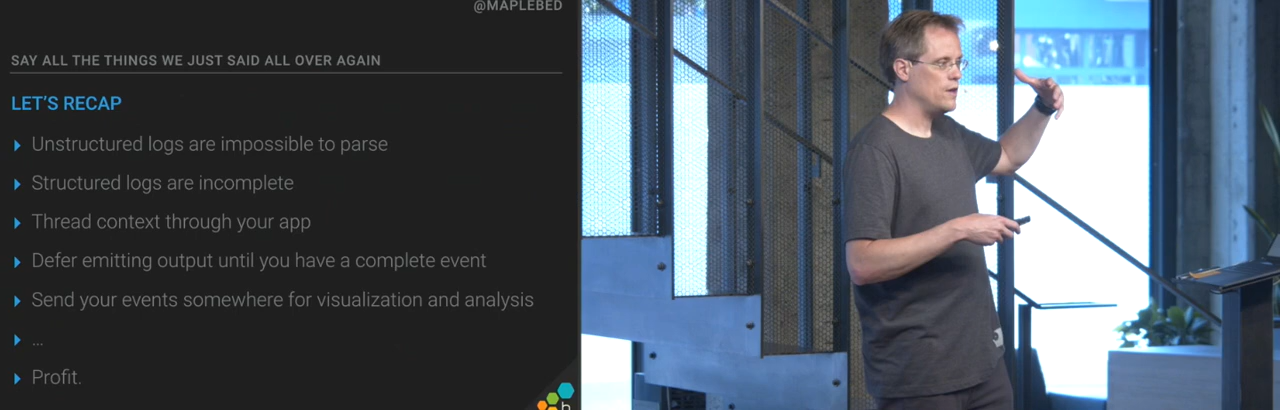 @MAPLEBED
SAY ALL THE THINGS WE JUST SAID ALL OVER AGAIN
LET'S RECAP
Unstructured logs are impossible to parse
Structured logs are incomplete
Thread context through your app
Defer emitting output until you have a complete event
Send your events somewhere for visualization and analysis
...
Profit.
h